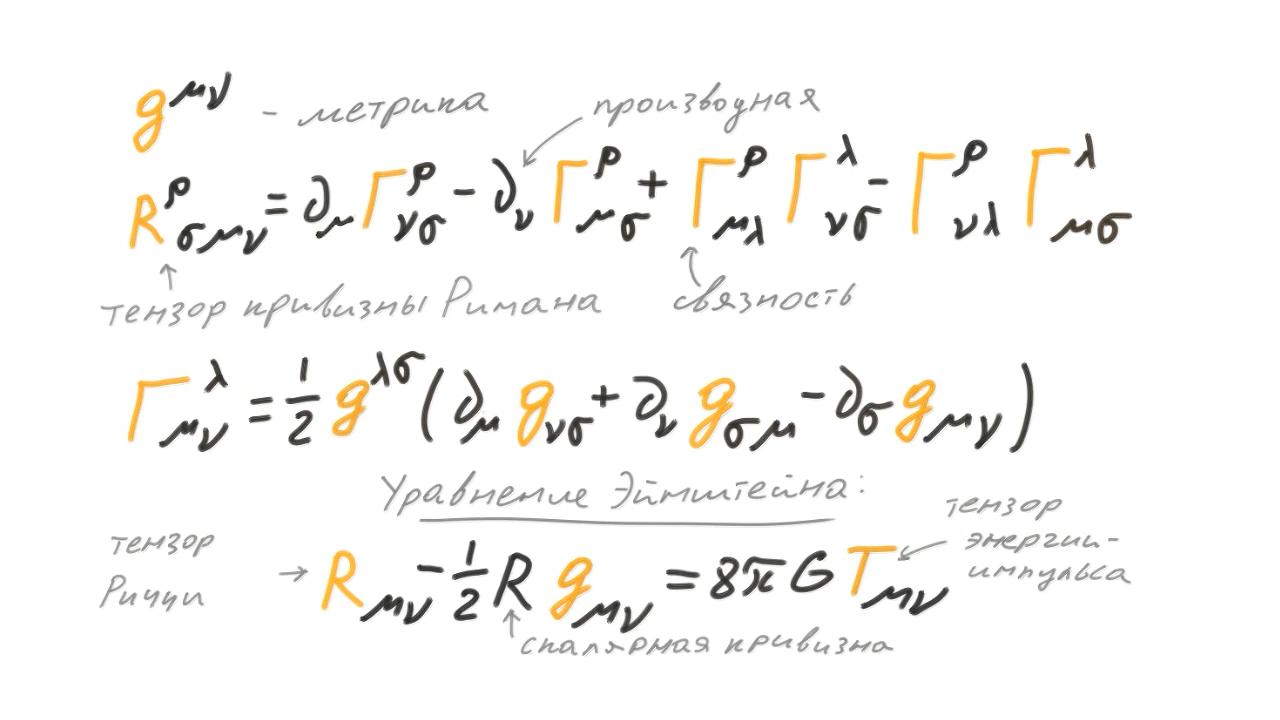 g^μν - метрика
производная
R^ρ_σμν = ∂_μ Γ^ρ_νσ - ∂_ν Γ^ρ_μσ + Γ^ρ_μλ Γ^λ_νσ - Γ^ρ_νλ Γ^λ_μσ
тензор кривизны Римана
связность
Γ^λ_μν = 1/2 g^λσ (∂_μ g_νσ + ∂_ν g_σμ - ∂_σ g_μν)
Уравнение Эйнштейна:
тензор
Риччи
→ R_μν - 1/2 R g_μν = 8πG T_μν
тензор
энергии-
импульса
скалярная кривизна